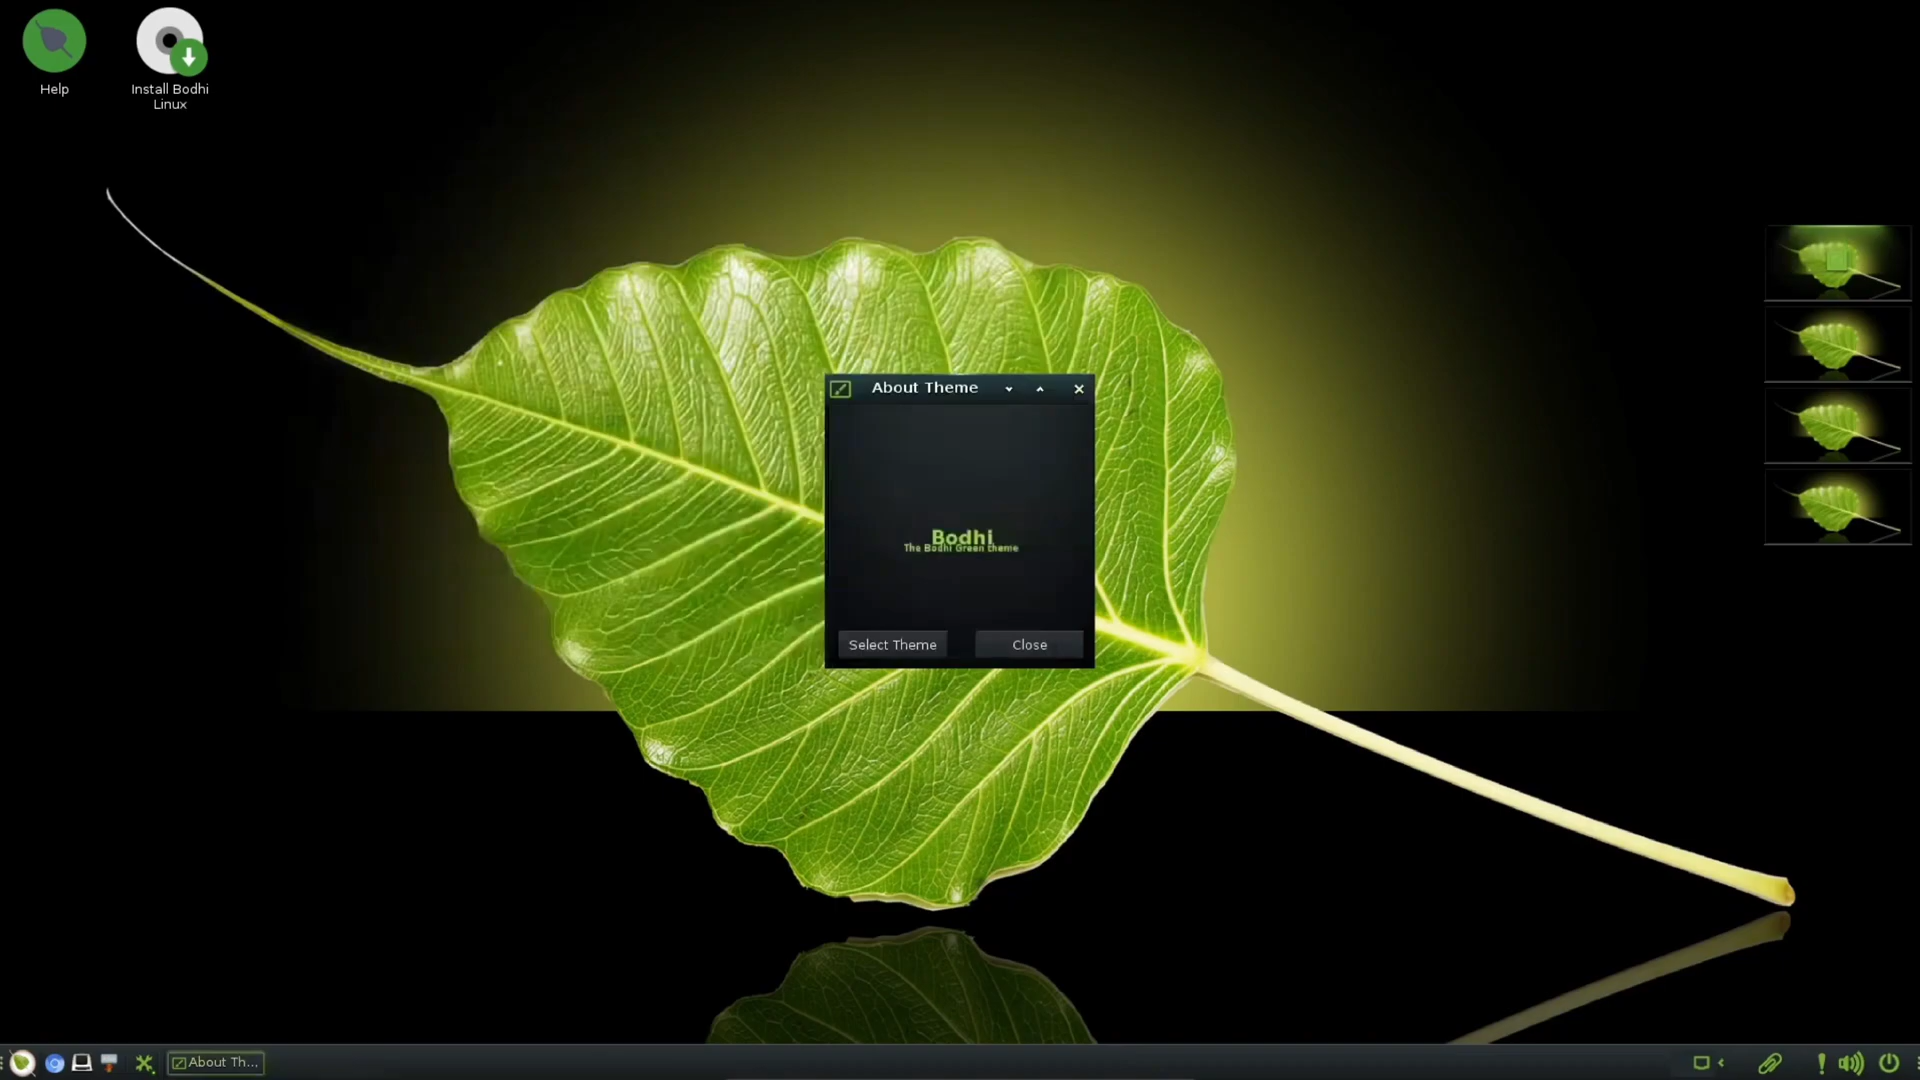 Help
Install Bodhi
Linux
About Theme
Bodhi
The Bodhi Green theme
Select Theme
Close
About Th...